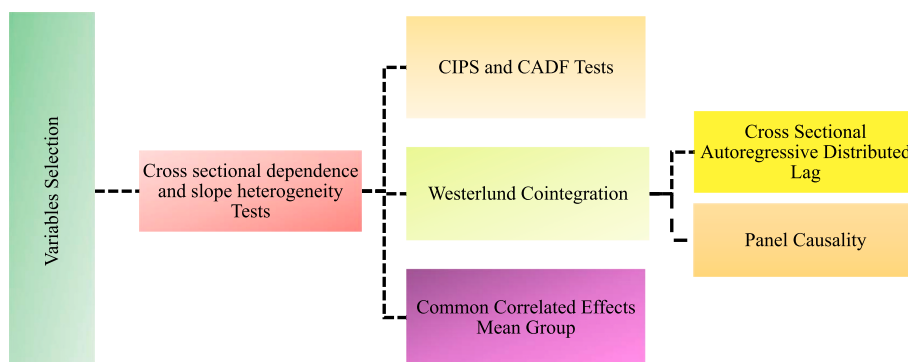 Variables Selection
Cross sectional dependence
and slope heterogeneity
Tests
CIPS and CADF Tests
Westerlund Cointegration
Common Correlated Effects
Mean Group
Cross Sectional
Autoregressive Distributed
Lag
Panel Causality